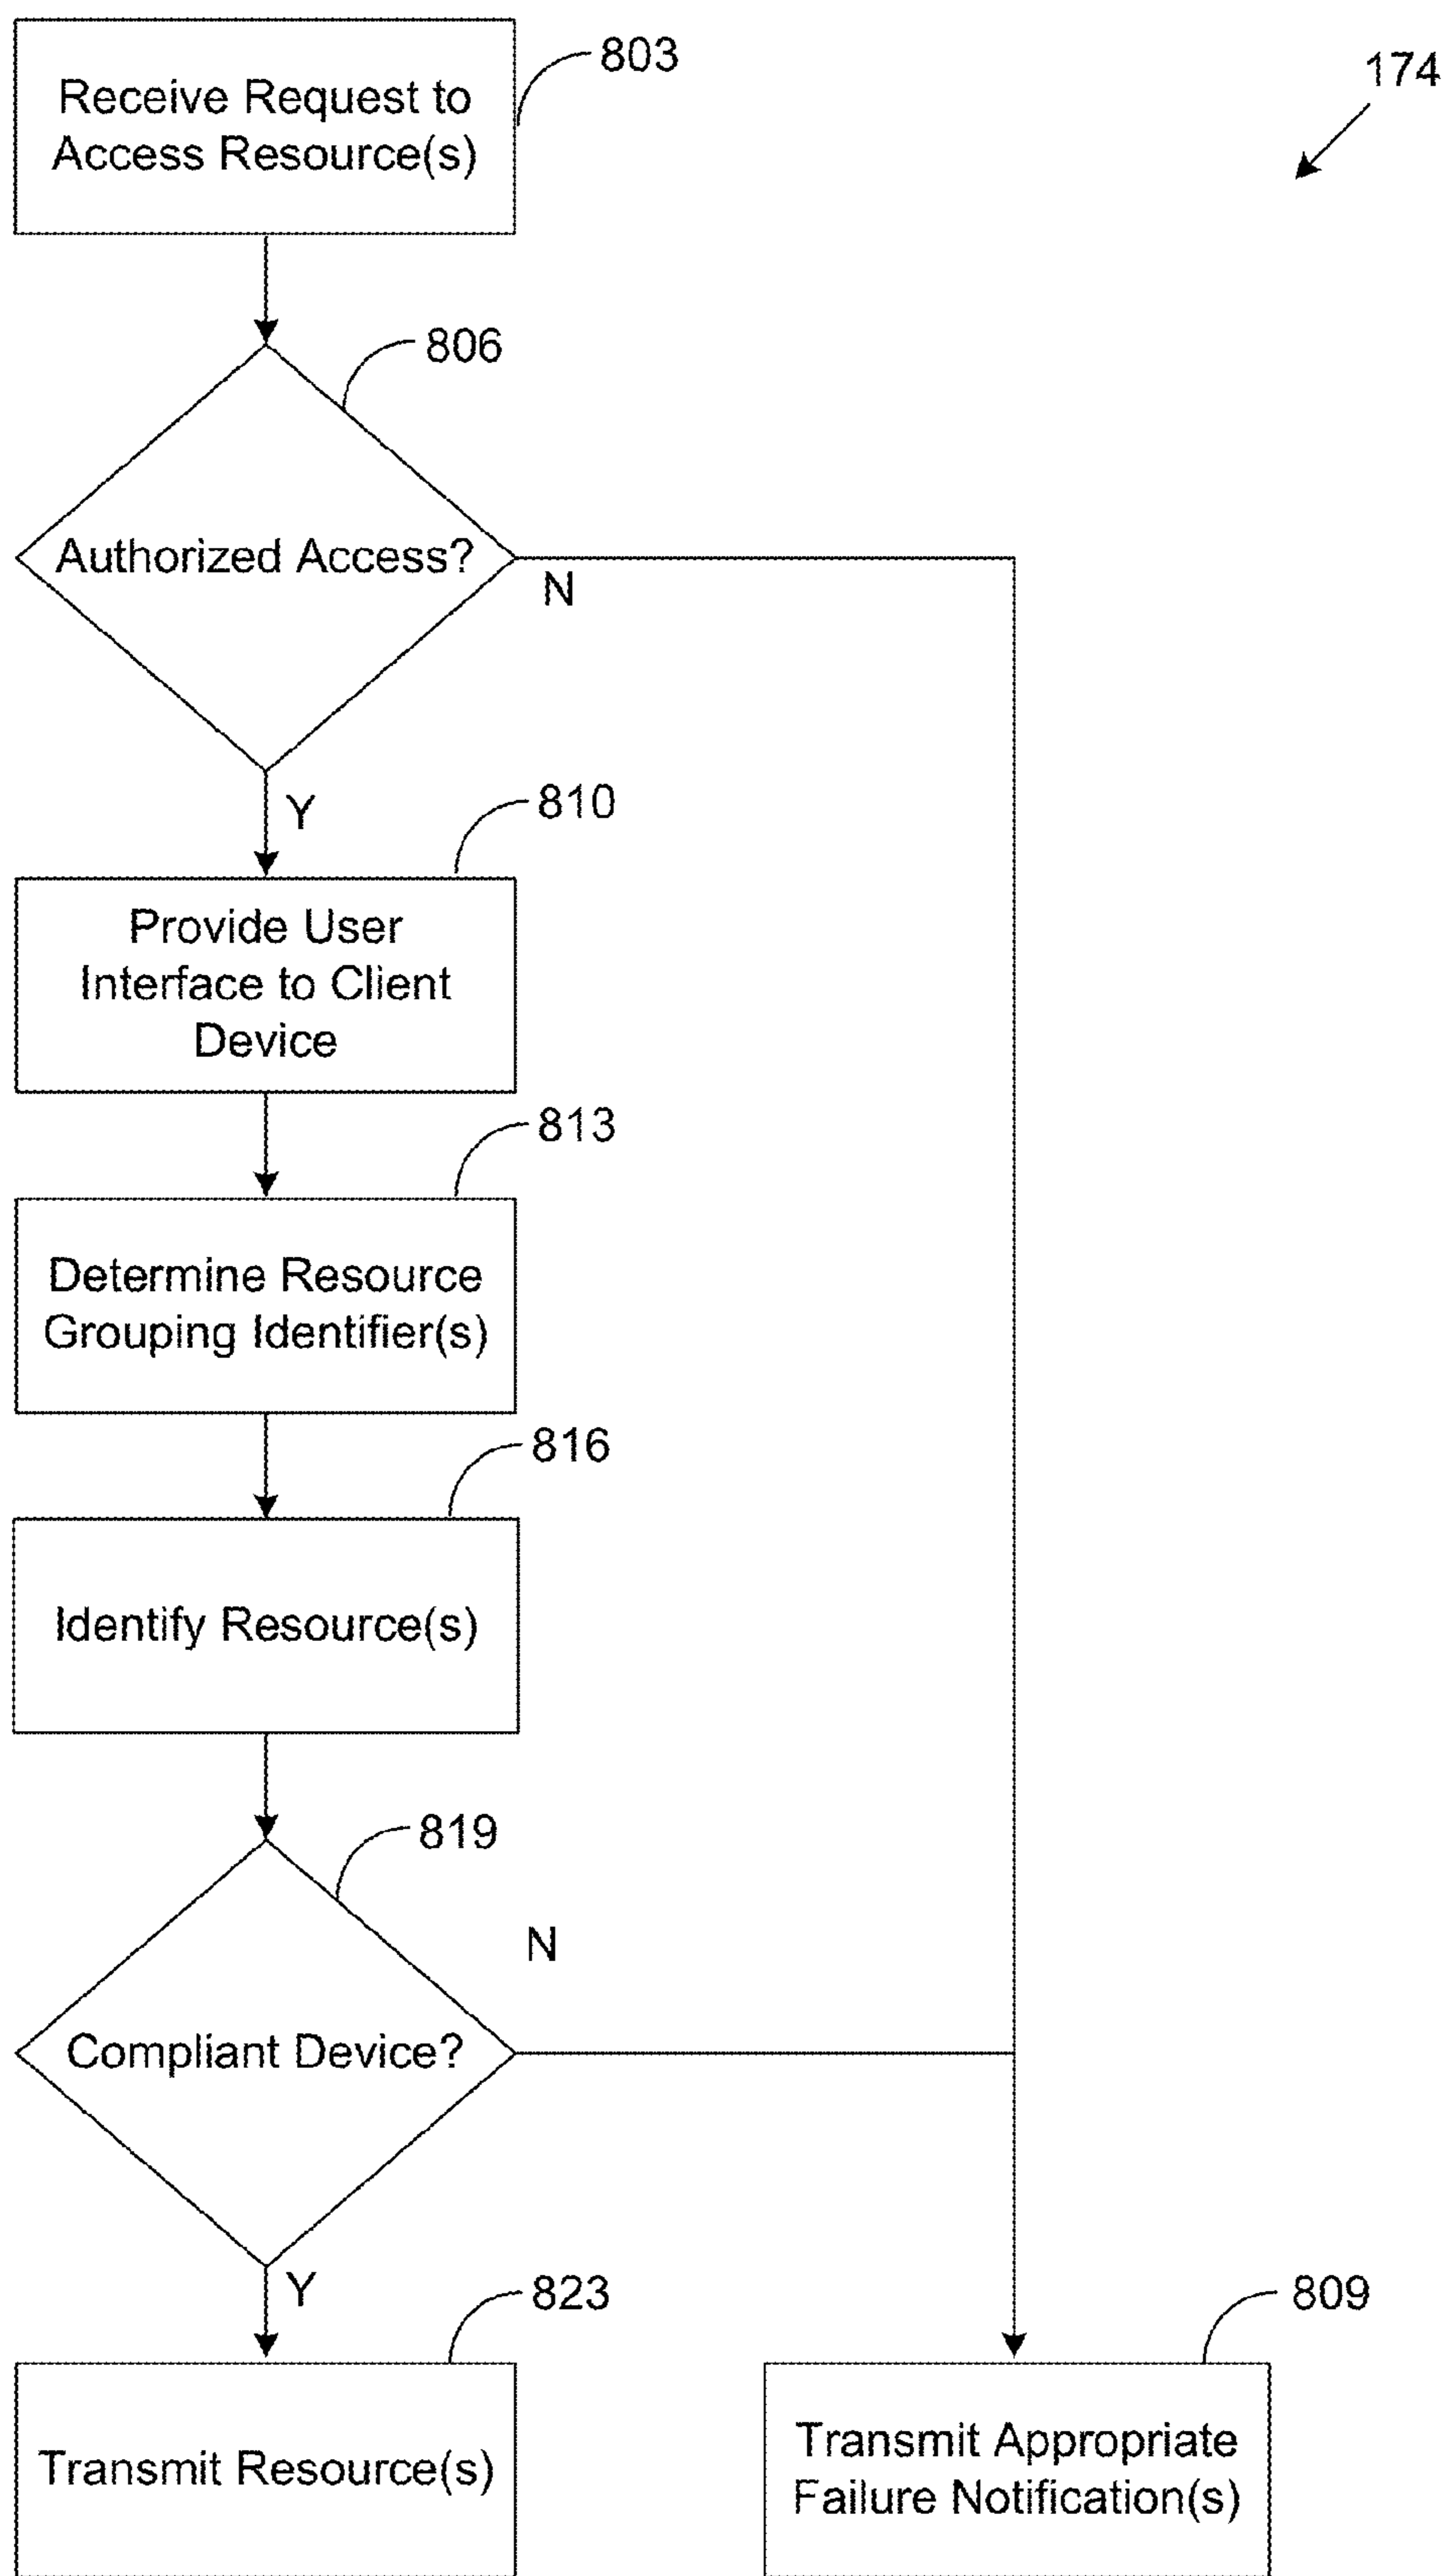 803
174
Receive Request to
Access Resource(s)
806
Authorized Access?
N
Y
810
Provide User
Interface to Client
Device
813
Determine Resource
Grouping Identifier(s)
816
Identify Resource(s)
819
N
Compliant Device?
Y
823
809
Transmit Resource(s)
Transmit Appropriate
Failure Notification(s)